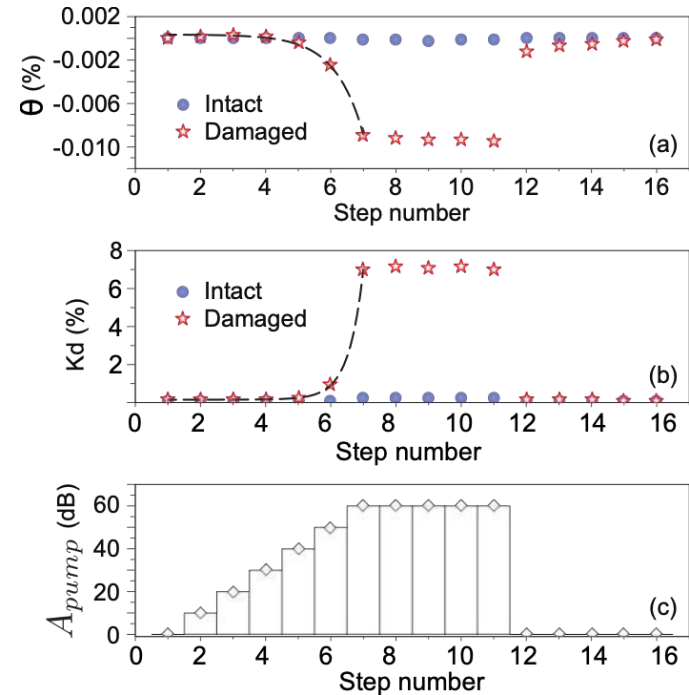 0.002
-0.002
-0.006
-0.010
θ (%)
Intact
Damaged
(a)
0 2 4 6 8 10 12 14 16
Step number
8
6
4
2
Kd (%)
Intact
Damaged
(b)
0 2 4 6 8 10 12 14 16
Step number
60
40
20
0
A_pump (dB)
(c)
0 2 4 6 8 10 12 14 16
Step number